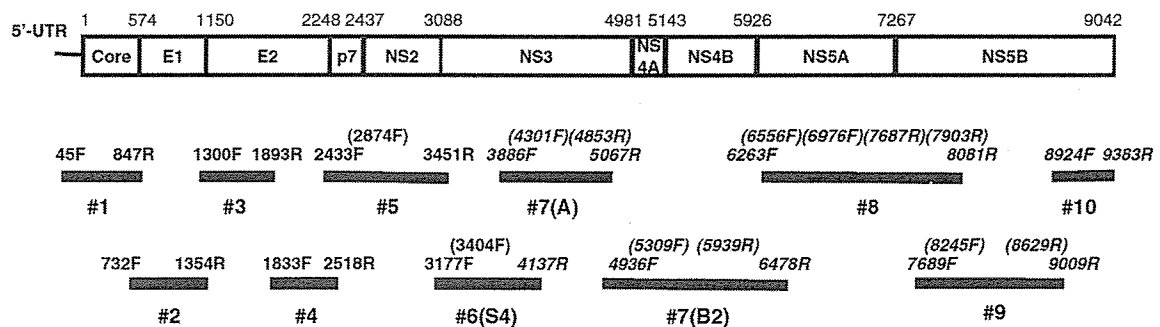 1 574 1150 2248 2437 3088 4981 5143 5926 7267 9042
5'-UTR
Core E1 E2 p7 NS2 NS3 NS 4A NS4B NS5A NS5B
(2874F) (4301F)(4853R) (6556F)(6976F)(7687R)(7903R)
45F 847R 1300F 1893R 2433F 3451R 3886F 5067R 6263F 8081R 8924F 9383R
#1 #3 #5 #7(A) #8 #10
(3404F) (5309F) (5939R) (8245F) (8629R)
732F 1354R 1833F 2518R 3177F 4137R 4936F 6478R 7689F 9009R
#2 #4 #6(S4) #7(B2) #9